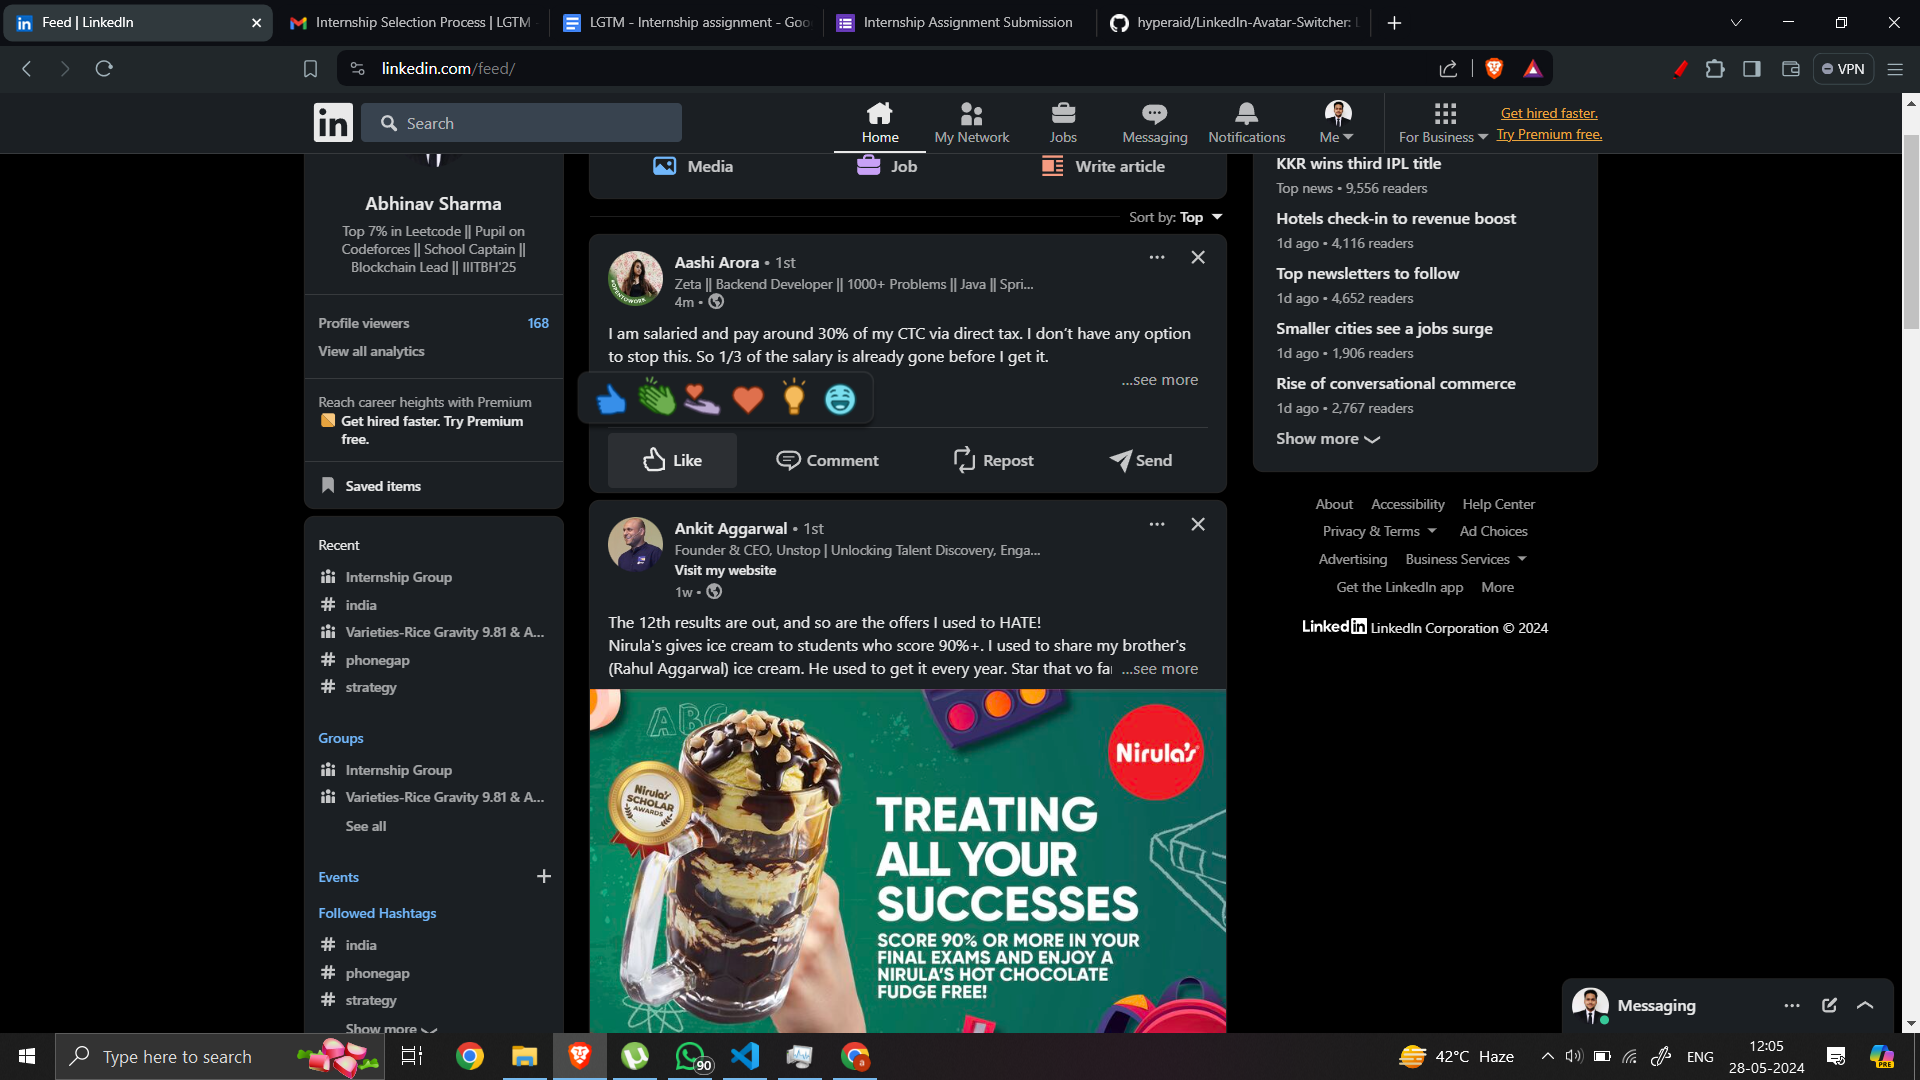 Feed | LinkedIn
Internship Selection Process | LGTM
LGTM - Internship assignment - Goo
Internship Assignment Submission
hyperaid/LinkedIn-Avatar-Switcher: L
linkedin.com/feed/
VPN
in
Search
Home
My Network
Jobs
Messaging
Notifications
Me
For Business
Get hired faster.
Try Premium free.
Abhinav Sharma
Top 7% in Leetcode || Pupil on
Codeforces || School Captain ||
Blockchain Lead || IIITBH'25
Profile viewers 168
View all analytics
Reach career heights with Premium
Get hired faster. Try Premium
free.
Saved items
Recent
Internship Group
# india
Varieties-Rice Gravity 9.81 & A...
# phonegap
# strategy
Groups
Internship Group
Varieties-Rice Gravity 9.81 & A...
See all
Events +
Followed Hashtags
# india
# phonegap
# strategy
Show more
Media
Job
Write article
Sort by: Top
Aashi Arora • 1st
Zeta || Backend Developer || 1000+ Problems || Java || Spri...
4m •
#OPENTOWORK
I am salaried and pay around 30% of my CTC via direct tax. I don’t have any option
to stop this. So 1/3 of the salary is already gone before I get it.
...see more
Like
Comment
Repost
Send
Ankit Aggarwal • 1st
Founder & CEO, Unstop | Unlocking Talent Discovery, Enga...
Visit my website
1w •
The 12th results are out, and so are the offers I used to HATE!
Nirula's gives ice cream to students who score 90%+. I used to share my brother's
(Rahul Aggarwal) ice cream. He used to get it every year. Star that vo fa ...see more
ABC
Nirula's
Nirula's
SCHOLAR
AWARDS
TREATING
ALL YOUR
SUCCESSES
SCORE 90% OR MORE IN YOUR
FINAL EXAMS AND ENJOY A
NIRULA'S HOT CHOCOLATE
FUDGE FREE!
KKR wins third IPL title
Top news • 9,556 readers
Hotels check-in to revenue boost
1d ago • 4,116 readers
Top newsletters to follow
1d ago • 4,652 readers
Smaller cities see a jobs surge
1d ago • 1,906 readers
Rise of conversational commerce
1d ago • 2,767 readers
Show more
About Accessibility Help Center
Privacy & Terms Ad Choices
Advertising Business Services
Get the LinkedIn app More
LinkedIn LinkedIn Corporation © 2024
Messaging
Type here to search
90
42°C Haze
ENG
12:05
28-05-2024
PRE